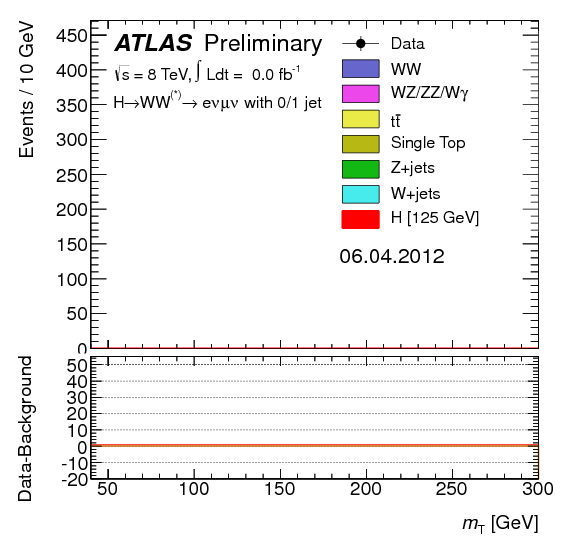 ATLAS Preliminary
√s = 8 TeV, ∫ Ldt = 0.0 fb⁻¹
H→WW(*)→ eνμν with 0/1 jet
Data
WW
WZ/ZZ/Wγ
tt̄
Single Top
Z+jets
W+jets
H [125 GeV]
06.04.2012
Events / 10 GeV
450
400
350
300
250
200
150
100
50
0
Data-Background
50
40
30
20
10
0
-10
-20
50 100 150 200 250 300
m_T [GeV]